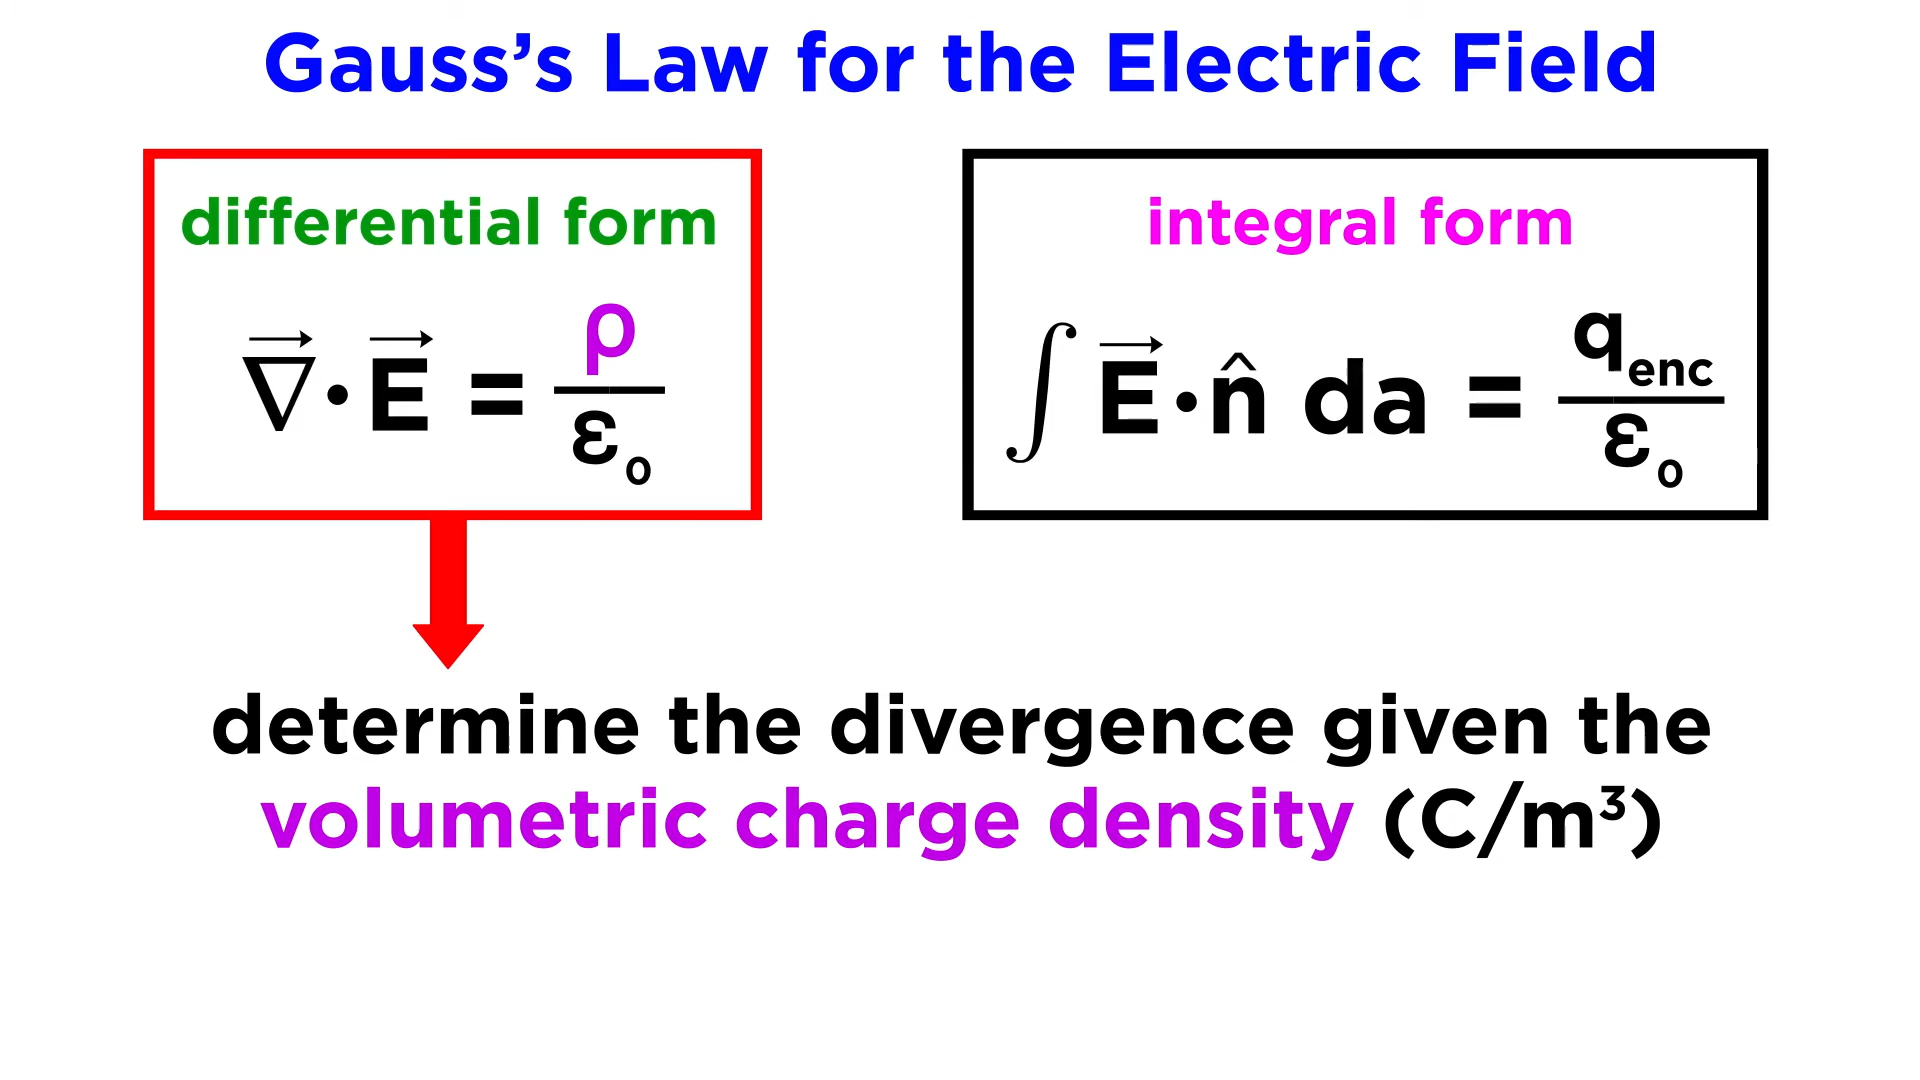 Gauss’s Law for the Electric Field
differential form
∇⃗ • E⃗ = ρ/ε₀
integral form
∫ E⃗ • n̂ da = qₑₙc/ε₀
determine the divergence given the
volumetric charge density (C/m³)